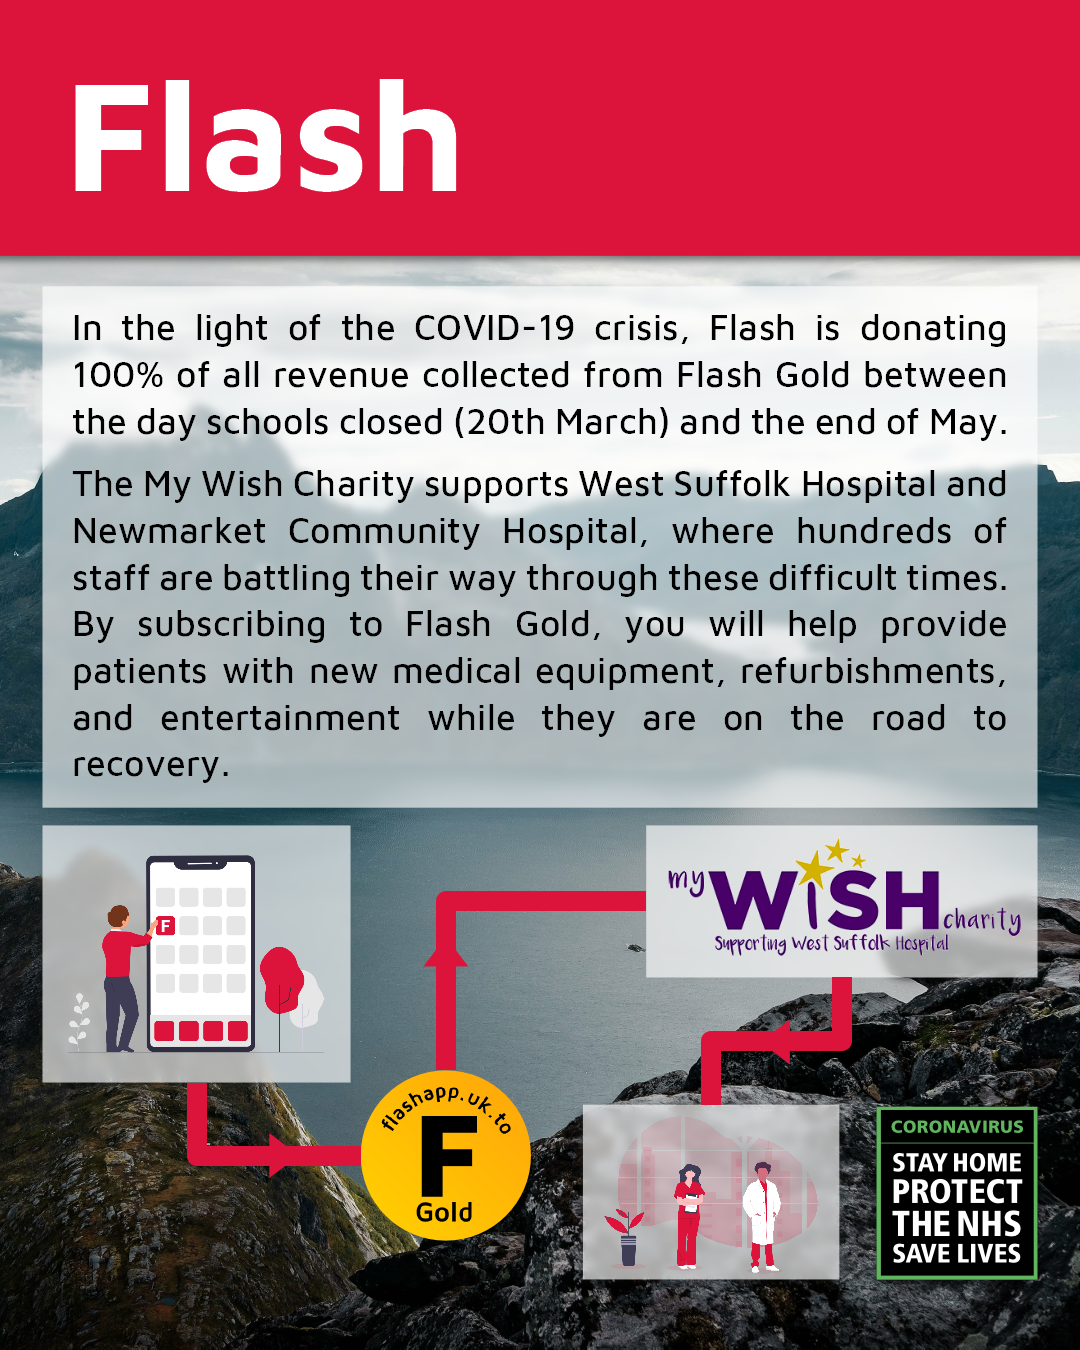 Flash
In the light of the COVID-19 crisis, Flash is donating
100% of all revenue collected from Flash Gold between
the day schools closed (20th March) and the end of May.
The My Wish Charity supports West Suffolk Hospital and
Newmarket Community Hospital, where hundreds of
staff are battling their way through these difficult times.
By subscribing to Flash Gold, you will help provide
patients with new medical equipment, refurbishments,
and entertainment while they are on the road to
recovery.
F
my WiSH charity
Supporting West Suffolk Hospital
flashapp.uk.to
F
Gold
CORONAVIRUS
STAY HOME
PROTECT
THE NHS
SAVE LIVES